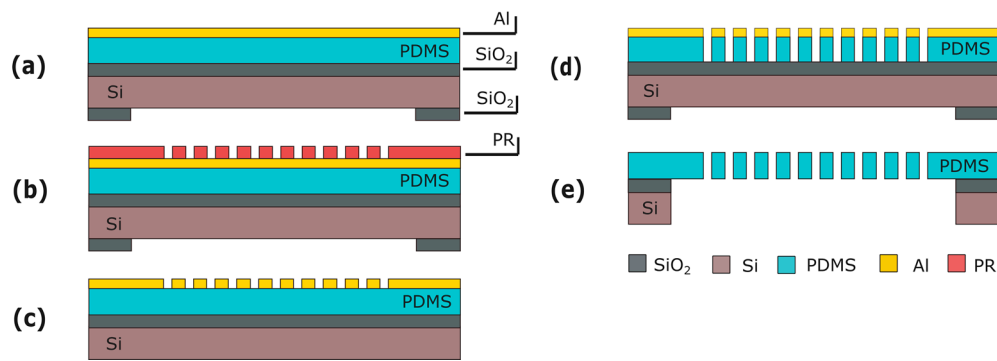 (a)
Al
PDMS
SiO₂
Si
SiO₂
(b)
PR
PDMS
Si
(c)
PDMS
Si
(d)
PDMS
Si
(e)
PDMS
Si
SiO₂ Si PDMS Al PR